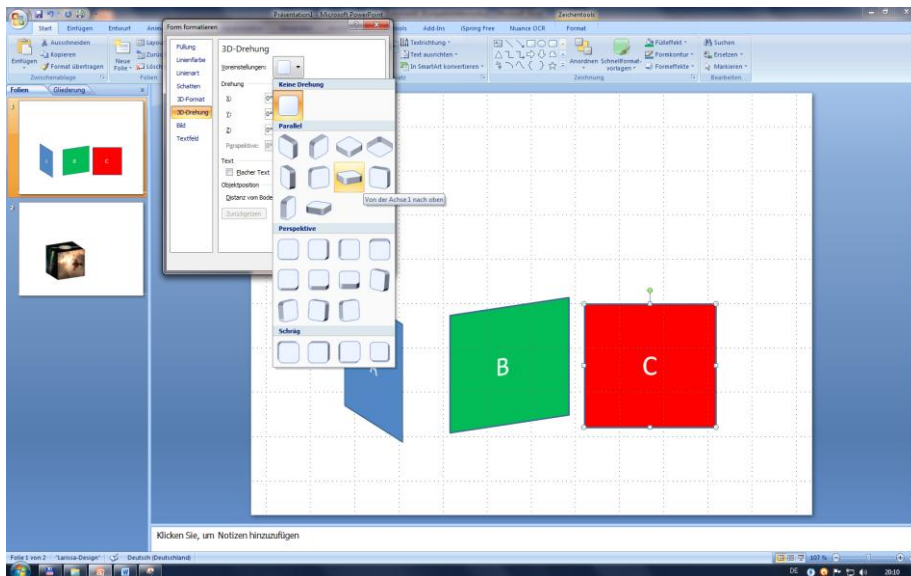 Präsentation1 - Microsoft PowerPoint
Zeichentools
Start Einfügen Entwurf Add-Ins iSpring Free Nuance OCR Format
Einfügen
Ausschneiden
Kopieren
Format übertragen
Zwischenablage
Neue Folie
Folien
Textrichtung
Text ausrichten
In SmartArt konvertieren
Anordnen
Schnellformat-
vorlagen
Fülleffekt
Formkontur
Formeffekte
Zeichnung
Suchen
Ersetzen
Markieren
Bearbeiten
Folien Gliederung
1
B C
2
Form formatieren
Füllung
Linienfarbe
Linienart
Schatten
3D-Format
3D-Drehung
Bild
Textfeld
3D-Drehung
Voreinstellungen:
Drehung
X:
Y:
Z:
Perspektive:
Text
Flacher Text
Objektposition
Distanz vom Bode
Zurücksetzen
Keine Drehung
Parallel
Von der Achse 1 nach oben
Perspektive
Schräg
B
C
Klicken Sie, um Notizen hinzuzufügen
Folie 1 von 2 "Larissa-Design" Deutsch (Deutschland)
107 %
DE
20:10